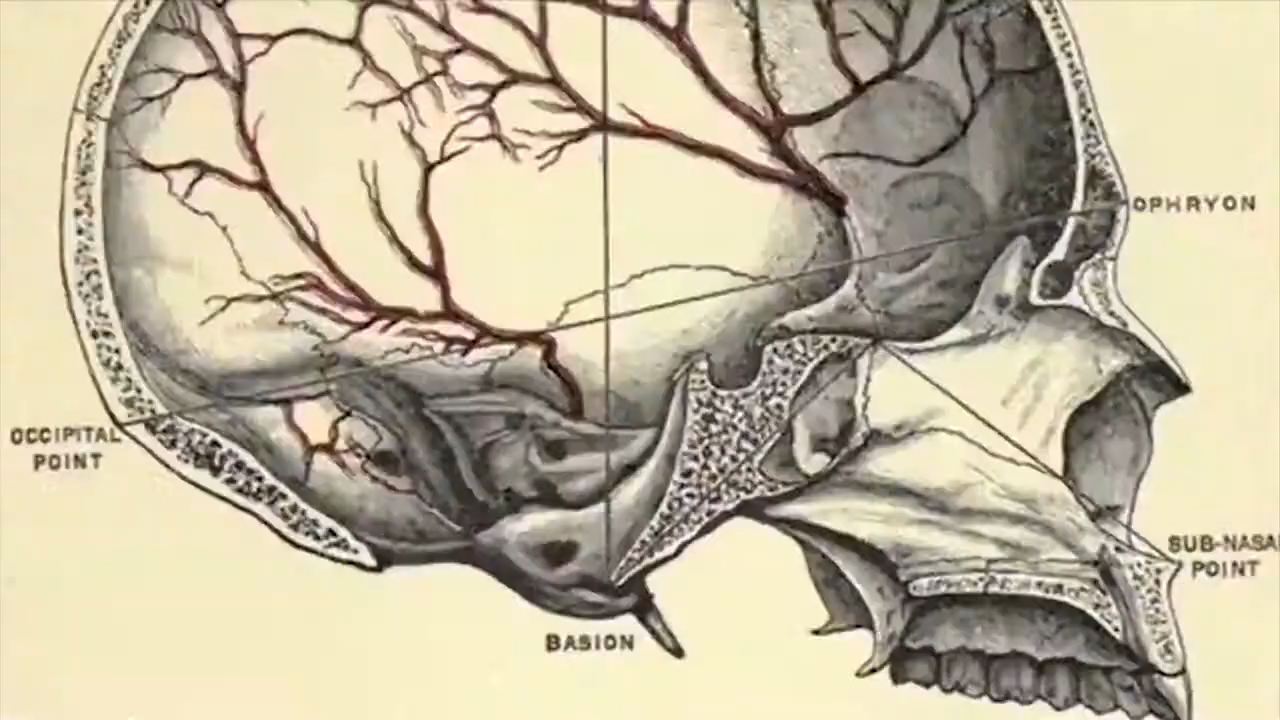 OPHRYON
OCCIPITAL
POINT
SUB-NASA
POINT
BASION